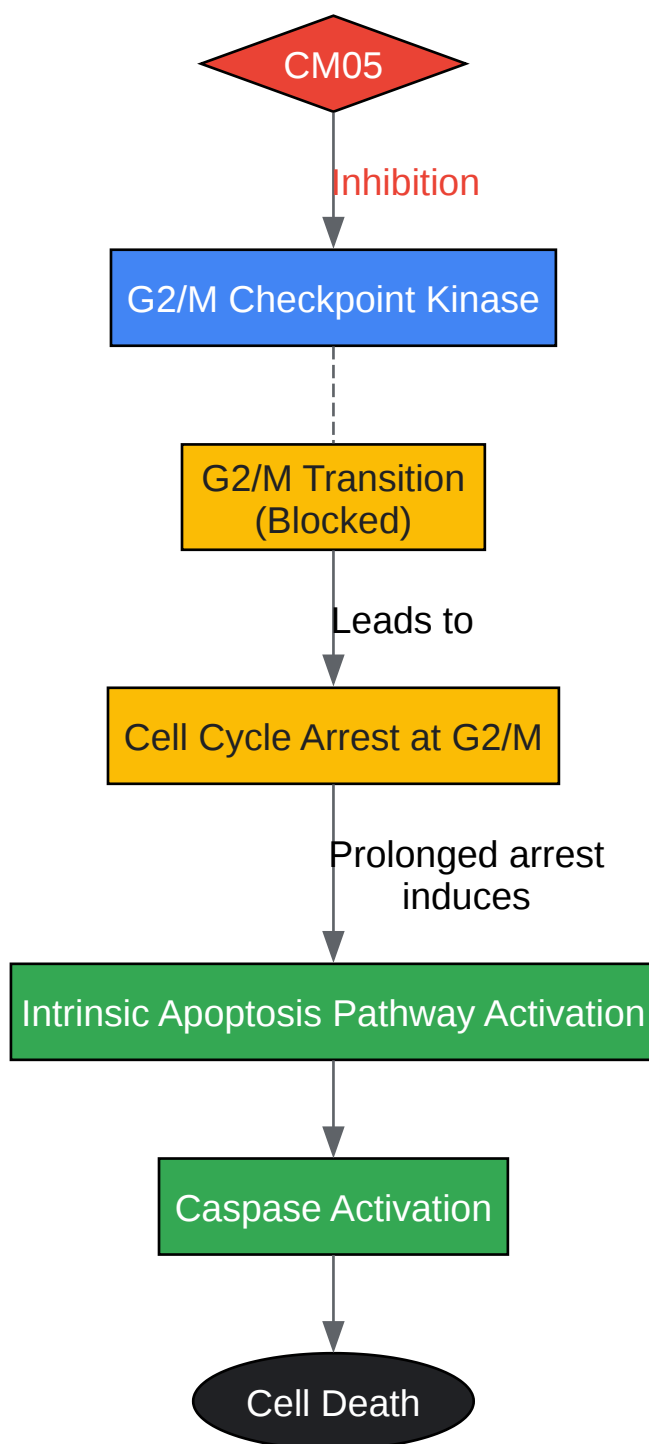 CM05
Inhibition
G2/M Checkpoint Kinase
G2/M Transition
(Blocked)
Leads to
Cell Cycle Arrest at G2/M
Prolonged arrest
induces
Intrinsic Apoptosis Pathway Activation
Caspase Activation
Cell Death